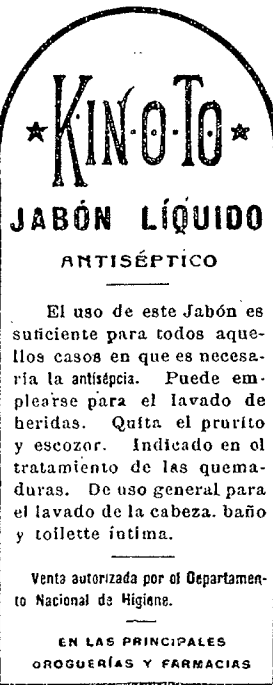 KIN-O-TO
JABÓN LÍQUIDO
ANTISÉPTICO
El uso de este Jabón es
suficiente para todos aque-
llos casos en que es necesa-
ria la antisépcia. Puede em-
plearse para el lavado de
heridas. Quita el prurito
y escozor. Indicado en el
tratamiento de las quema-
duras. De uso general para
el lavado de la cabeza. baño
y toilette íntima.
Venta autorizada por el Departamen-
to Nacional de Higiene.
EN LAS PRINCIPALES
DROGUERÍAS Y FARMACIAS